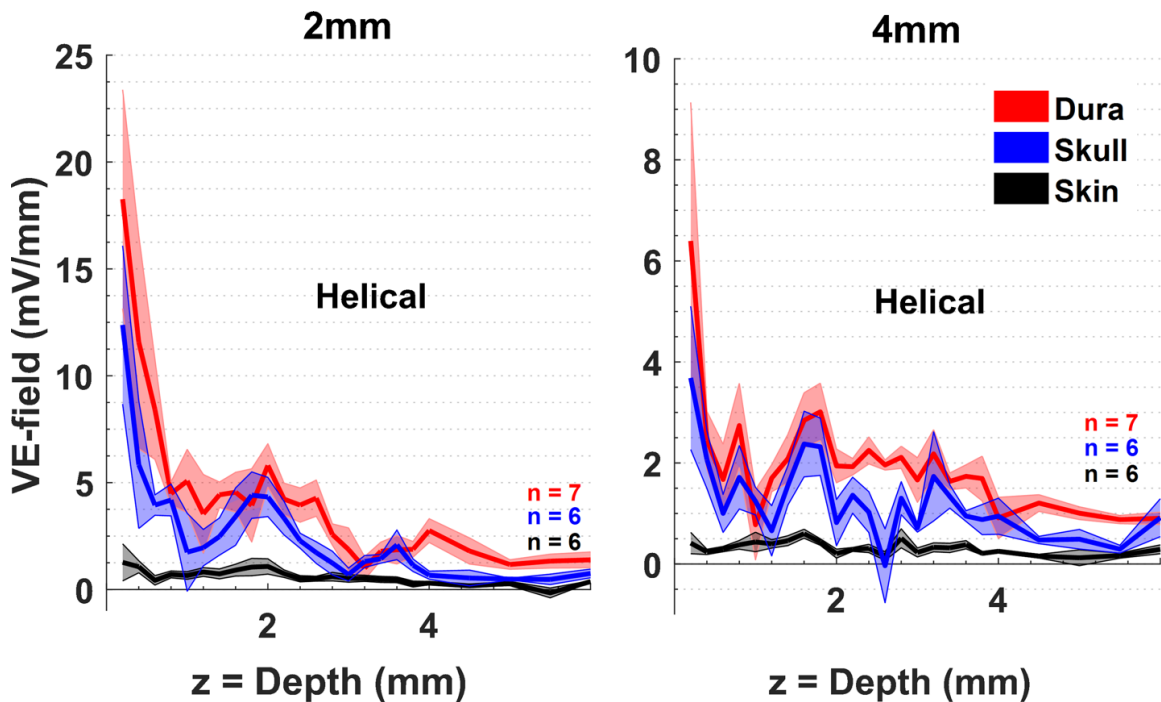 2mm
4mm
VE-field (mV/mm)
25
20
15
10
5
0
2
4
z = Depth (mm)
Helical
n = 7
n = 6
n = 6
10
8
6
4
2
0
2
4
z = Depth (mm)
Dura
Skull
Skin
Helical
n = 7
n = 6
n = 6